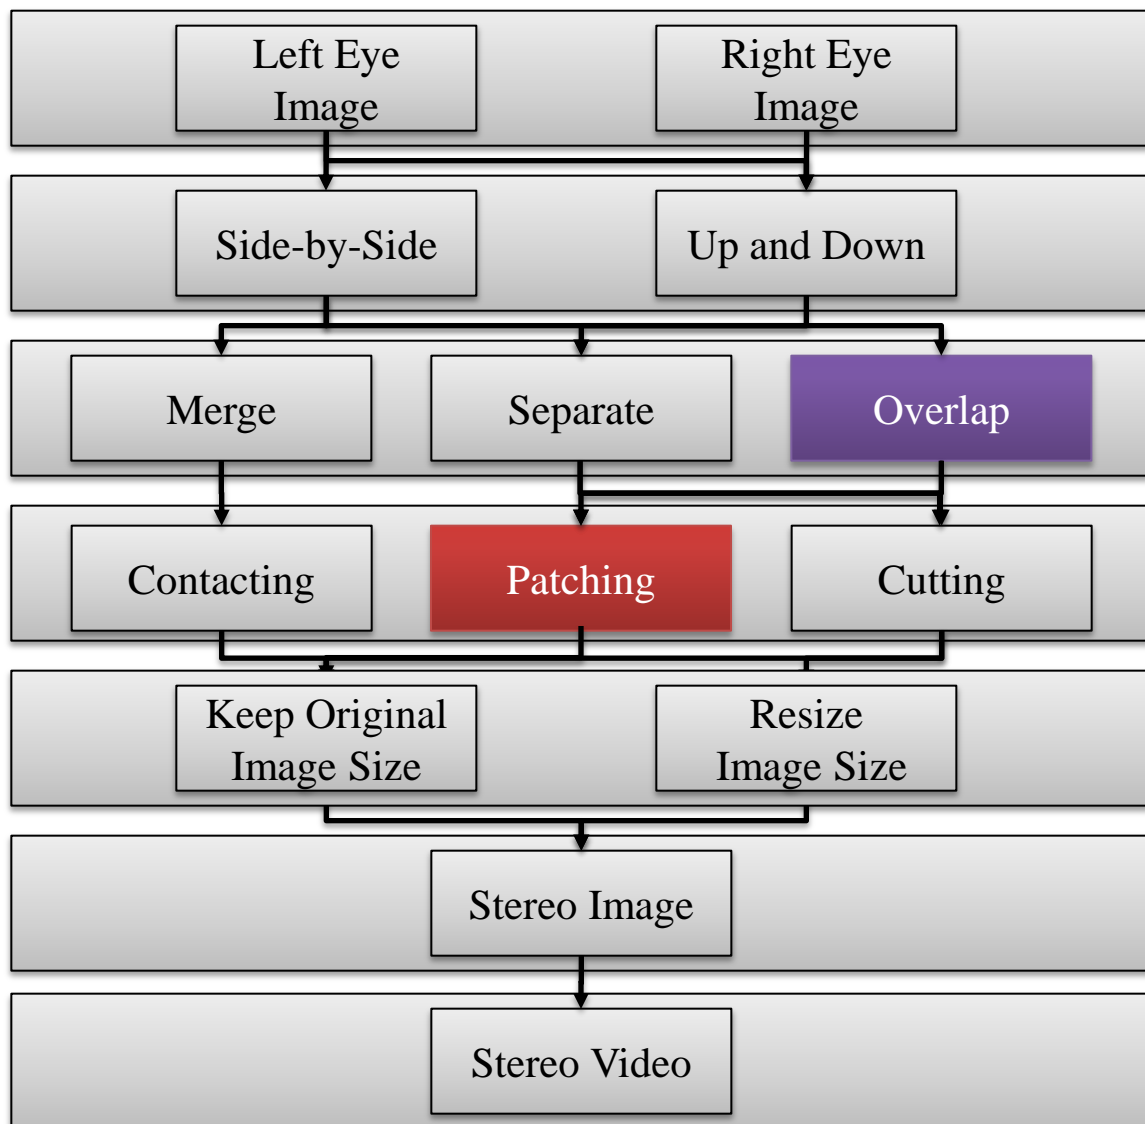 Left Eye
Image
Right Eye
Image
Side-by-Side
Up and Down
Merge
Separate
Overlap
Contacting
Patching
Cutting
Keep Original
Image Size
Resize
Image Size
Stereo Image
Stereo Video